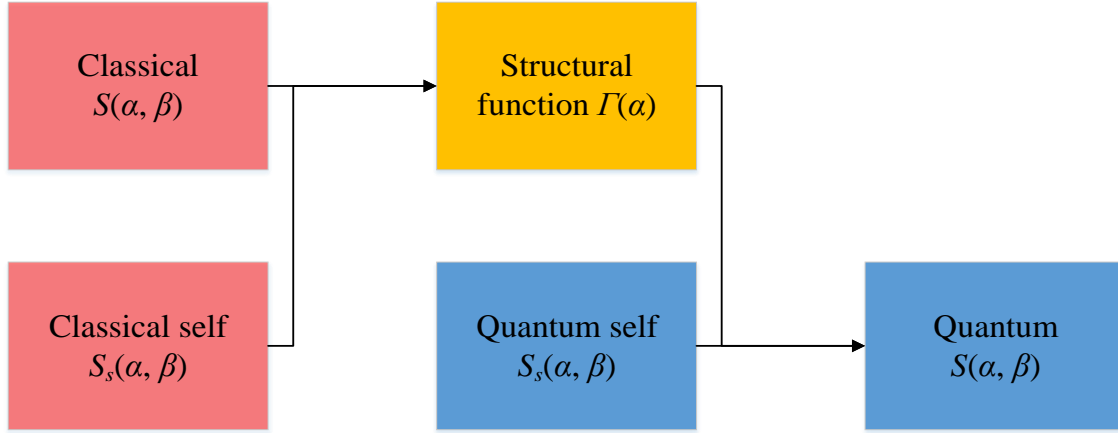 Classical
S(α, β)
Structural
function Γ(α)
Classical self
Sₛ(α, β)
Quantum self
Sₛ(α, β)
Quantum
S(α, β)